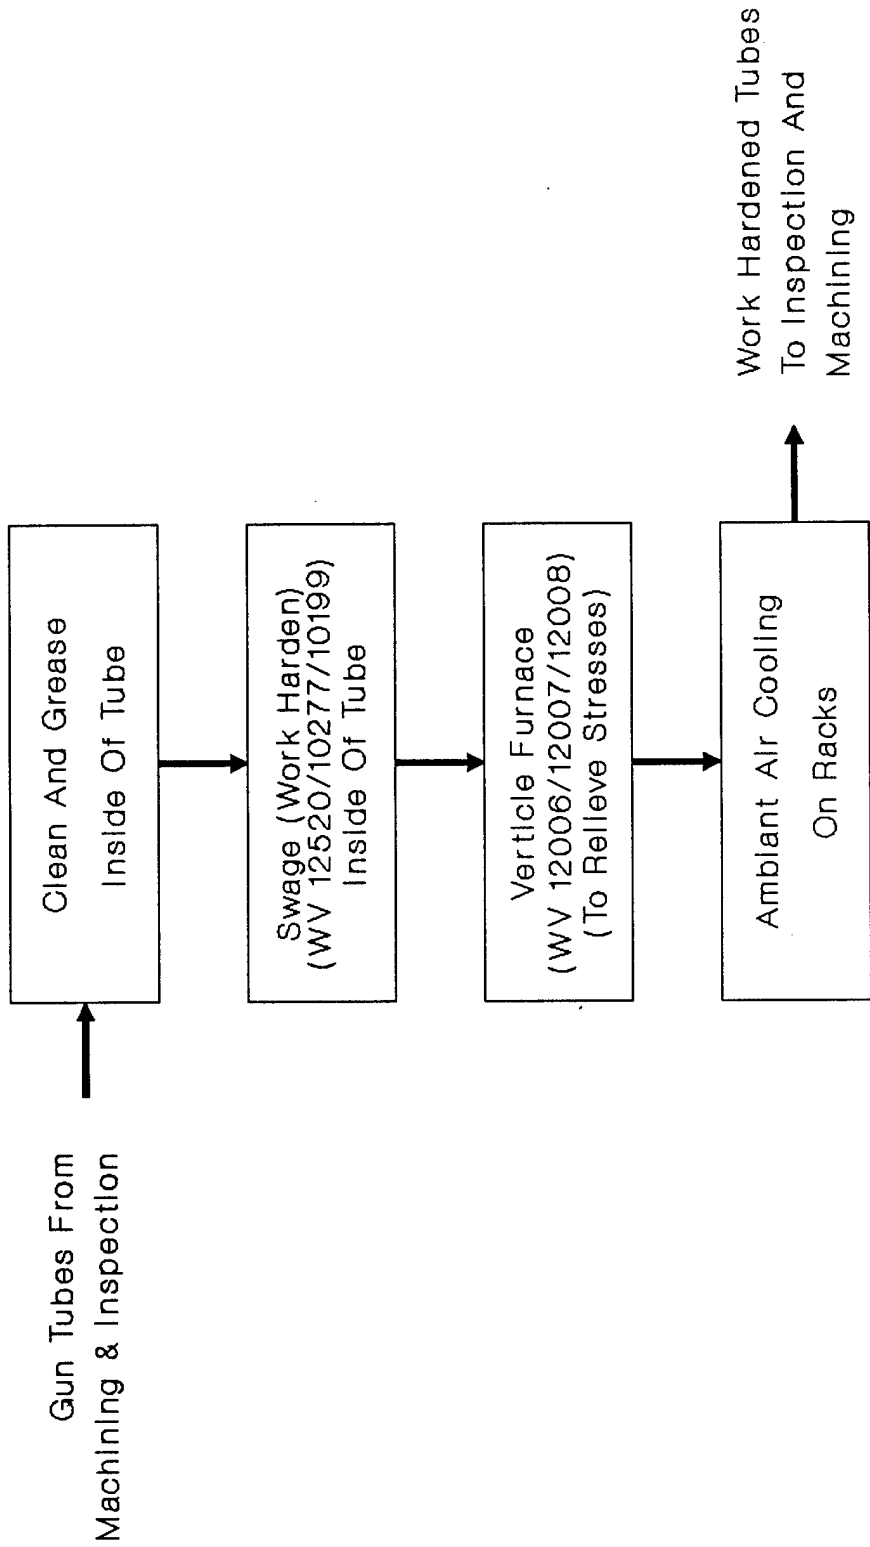 Gun Tubes From
Machining & Inspection
Clean And Grease
Inside Of Tube
Swage (Work Harden)
(WV 12520/10277/10199)
Inside Of Tube
Verticle Furnace
(WV 12006/12007/12008)
(To Relieve Stresses)
Ambiant Air Cooling
On Racks
Work Hardened Tubes
To Inspection And
Machining